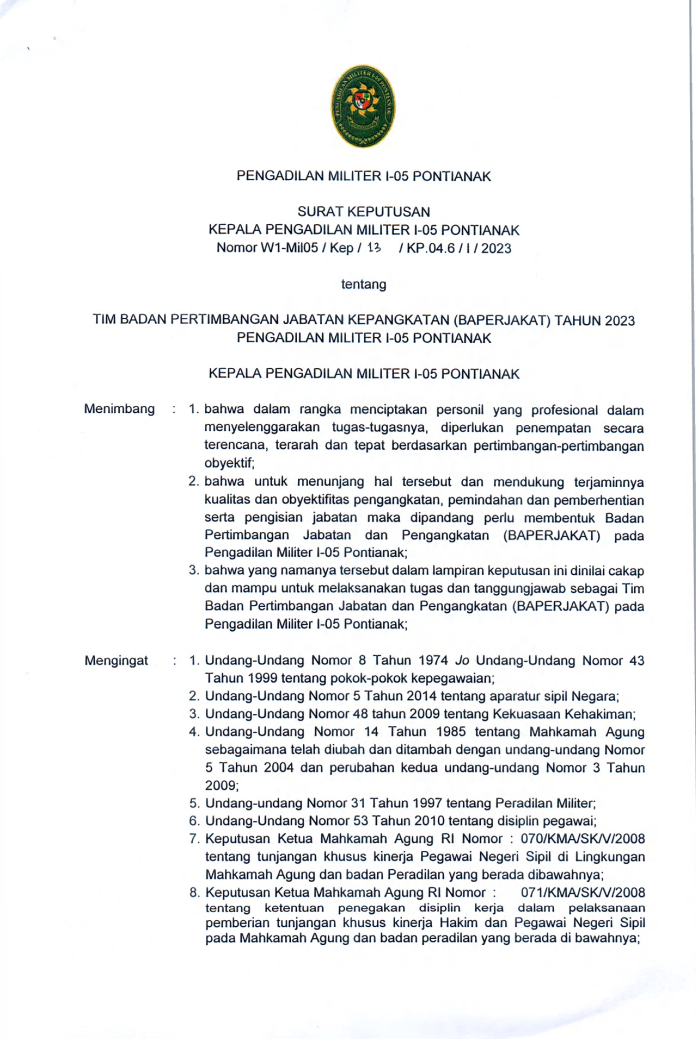 PENGADILAN MILITER I-05 PONTIANAK
PENGADILAN MILITER I-05 PONTIANAK
SURAT KEPUTUSAN
KEPALA PENGADILAN MILITER I-05 PONTIANAK
Nomor W1-Mil05 / Kep / 13 / KP.04.6 / I / 2023
tentang
TIM BADAN PERTIMBANGAN JABATAN KEPANGKATAN (BAPERJAKAT) TAHUN 2023
PENGADILAN MILITER I-05 PONTIANAK
KEPALA PENGADILAN MILITER I-05 PONTIANAK
Menimbang : 1. bahwa dalam rangka menciptakan personil yang profesional dalam
menyelenggarakan tugas-tugasnya, diperlukan penempatan secara
terencana, terarah dan tepat berdasarkan pertimbangan-pertimbangan
obyektif;
2. bahwa untuk menunjang hal tersebut dan mendukung terjaminnya
kualitas dan obyektifitas pengangkatan, pemindahan dan pemberhentian
serta pengisian jabatan maka dipandang perlu membentuk Badan
Pertimbangan Jabatan dan Pengangkatan (BAPERJAKAT) pada
Pengadilan Militer I-05 Pontianak;
3. bahwa yang namanya tersebut dalam lampiran keputusan ini dinilai cakap
dan mampu untuk melaksanakan tugas dan tanggungjawab sebagai Tim
Badan Pertimbangan Jabatan dan Pengangkatan (BAPERJAKAT) pada
Pengadilan Militer I-05 Pontianak;
Mengingat : 1. Undang-Undang Nomor 8 Tahun 1974 Jo Undang-Undang Nomor 43
Tahun 1999 tentang pokok-pokok kepegawaian;
2. Undang-Undang Nomor 5 Tahun 2014 tentang aparatur sipil Negara;
3. Undang-Undang Nomor 48 tahun 2009 tentang Kekuasaan Kehakiman;
4. Undang-Undang Nomor 14 Tahun 1985 tentang Mahkamah Agung
sebagaimana telah diubah dan ditambah dengan undang-undang Nomor
5 Tahun 2004 dan perubahan kedua undang-undang Nomor 3 Tahun
2009;
5. Undang-undang Nomor 31 Tahun 1997 tentang Peradilan Militer;
6. Undang-Undang Nomor 53 Tahun 2010 tentang disiplin pegawai;
7. Keputusan Ketua Mahkamah Agung RI Nomor : 070/KMA/SK/V/2008
tentang tunjangan khusus kinerja Pegawai Negeri Sipil di Lingkungan
Mahkamah Agung dan badan Peradilan yang berada dibawahnya;
8. Keputusan Ketua Mahkamah Agung RI Nomor : 071/KMA/SK/V/2008
tentang ketentuan penegakan disiplin kerja dalam pelaksanaan
pemberian tunjangan khusus kinerja Hakim dan Pegawai Negeri Sipil
pada Mahkamah Agung dan badan peradilan yang berada di bawahnya;